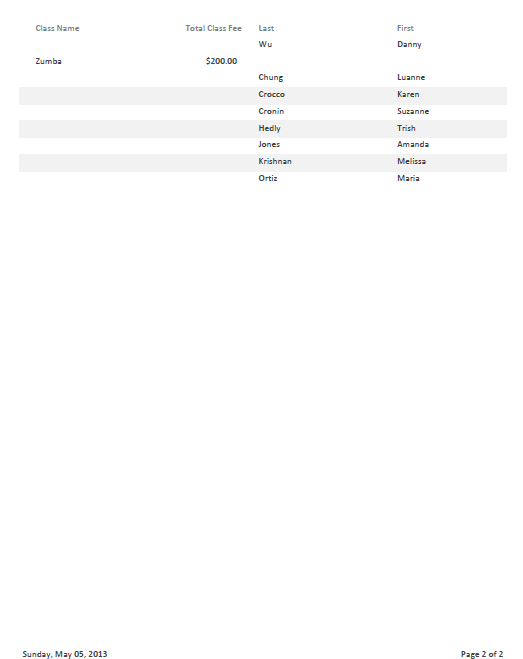 Class Name Total Class Fee Last First
Wu Danny
Zumba $200.00
Chung Luanne
Crocco Karen
Cronin Suzanne
Hedly Trish
Jones Amanda
Krishnan Melissa
Ortiz Maria
Sunday, May 05, 2013 Page 2 of 2